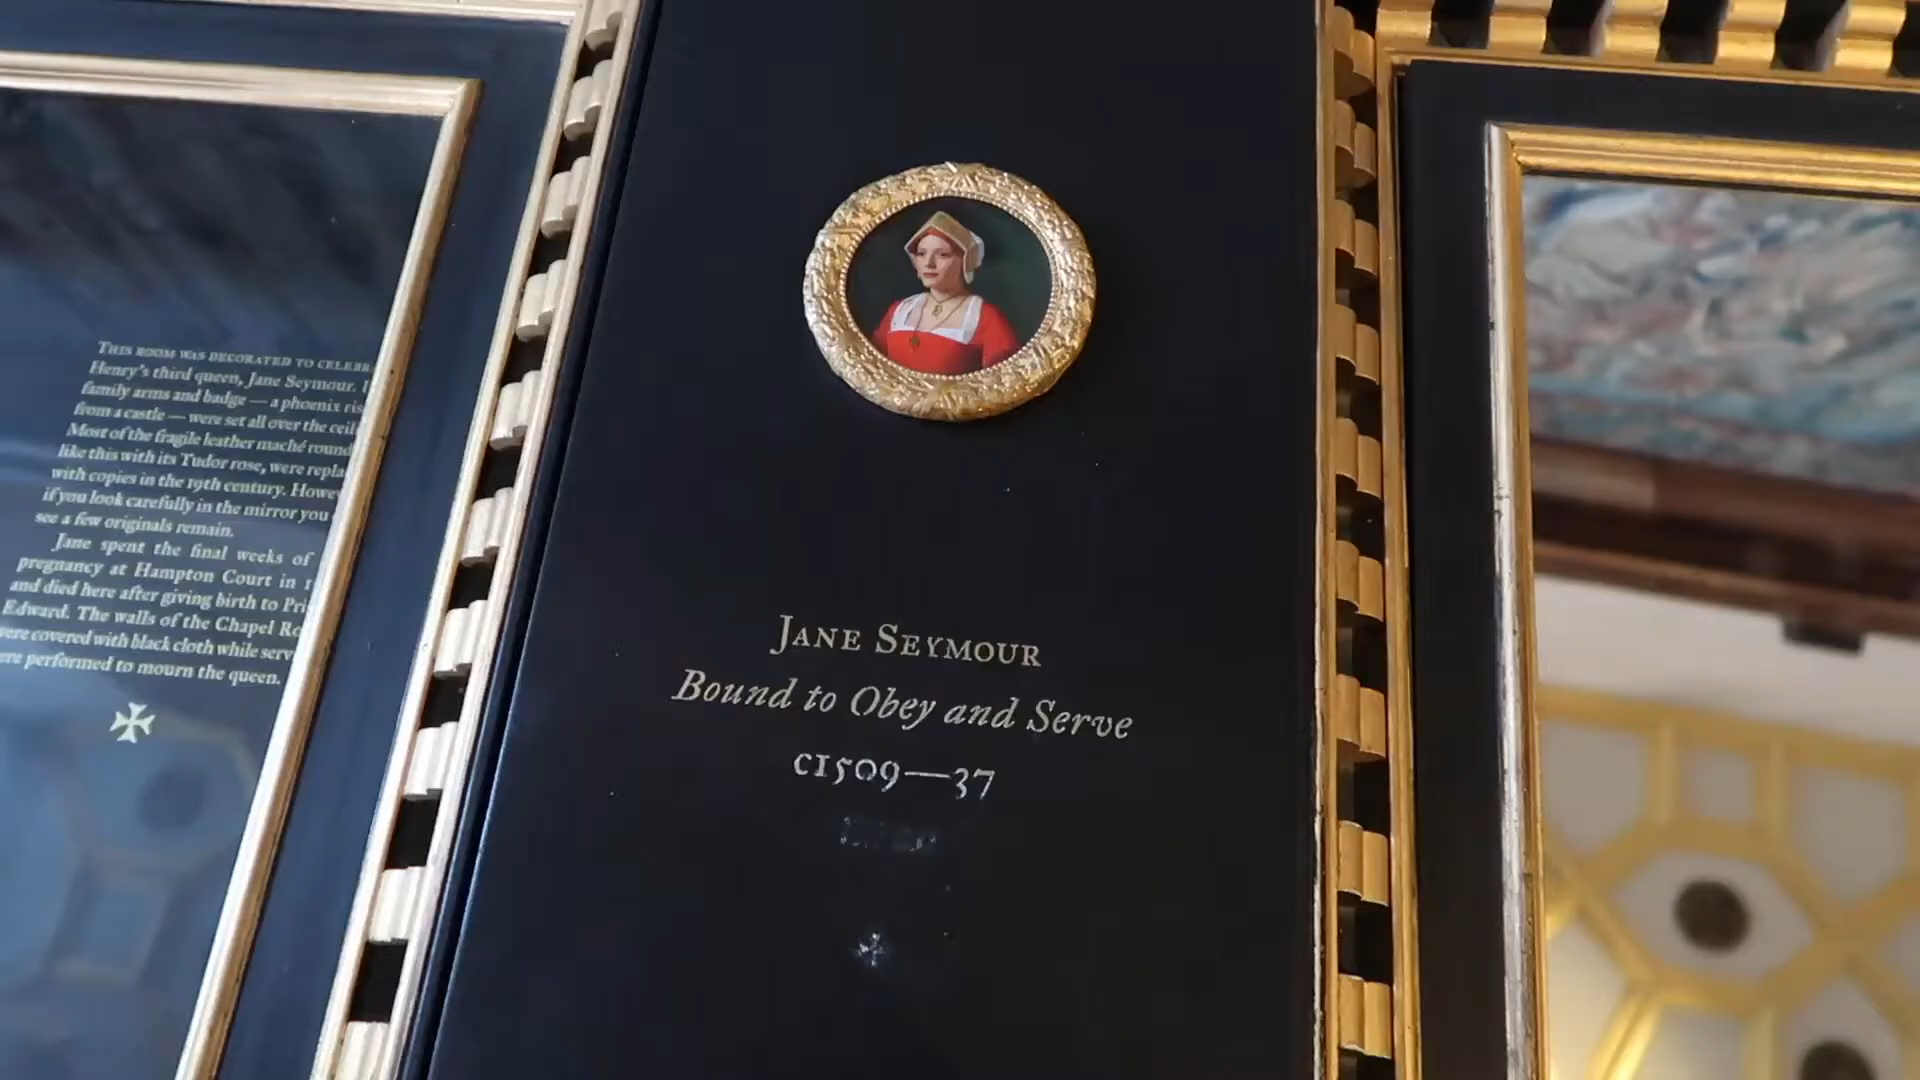 THIS ROOM WAS DECORATED TO CELEBR
Henry's third queen, Jane Seymour.
family arms and badge — a phoenix ris
from a castle — were set all over the ceil
Most of the fragile leather maché round
like this with its Tudor rose, were repla
with copies in the 19th century. Howe
if you look carefully in the mirror you
see a few originals remain.
Jane spent the final weeks of
pregnancy at Hampton Court in
and died here after giving birth to Pri
Edward. The walls of the Chapel Ro
were covered with black cloth while serv
ere performed to mourn the queen.
JANE SEYMOUR
Bound to Obey and Serve
c1509—37